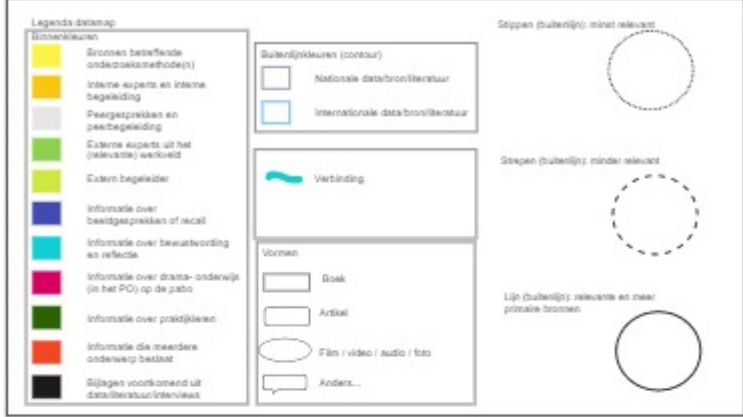 Legenda datamap
Binnenkleuren
Bronnen betreffende
onderzoeksmethode(n)
Interne experts en interne
begeleiding
Peergesprekken en
peerbegeleiding
Externe experts uit het
(relevante) werkveld
Extern begeleider
Informatie over
beeldgesprekken of recall
Informatie over bewustwording
en reflectie
Informatie over drama- onderwijs
(in het PO) op de pabo
Informatie over praktijkleren
Informatie die meerdere
onderwerp beslaat
Bijlagen voortkomend uit
data/literatuur/interviews
Buitenlijnkleuren (contour)
Nationale data/bron/literatuur
Internationale data/bron/literatuur
Verbinding
Vormen
Boek
Artikel
Film / video / audio / foto
Anders...
Stippen (buitenlijn): minst relevant
Strepen (buitenlijn): minder relevant
Lijn (buitenlijn): relevante en meer
primaire bronnen